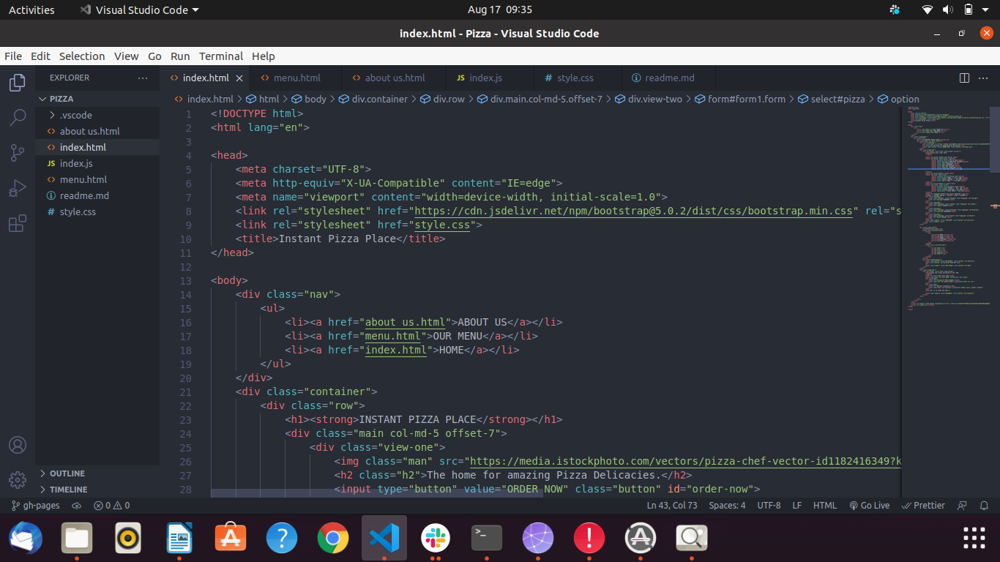 Activities Visual Studio Code Aug 17 09:35
index.html - Pizza - Visual Studio Code
File Edit Selection View Go Run Terminal Help
EXPLORER ... index.html menu.html about us.html JS index.js # style.css readme.md ...
PIZZA
.vscode
about us.html
index.html
JS index.js
menu.html
readme.md
# style.css
OUTLINE
TIMELINE
index.html > html > body > div.container > div.row > div.main.col-md-5.offset-7 > div.view-two > form#form1.form > select#pizza > option
1 <!DOCTYPE html>
2 <html lang="en">
3
4 <head>
5 <meta charset="UTF-8">
6 <meta http-equiv="X-UA-Compatible" content="IE=edge">
7 <meta name="viewport" content="width=device-width, initial-scale=1.0">
8 <link rel="stylesheet" href="https://cdn.jsdelivr.net/npm/bootstrap@5.0.2/dist/css/bootstrap.min.css" rel="s
9 <link rel="stylesheet" href="style.css">
10 <title>Instant Pizza Place</title>
11 </head>
12
13 <body>
14 <div class="nav">
15 <ul>
16 <li><a href="about us.html">ABOUT US</a></li>
17 <li><a href="menu.html">OUR MENU</a></li>
18 <li><a href="index.html">HOME</a></li>
19 </ul>
20 </div>
21 <div class="container">
22 <div class="row">
23 <h1><strong>INSTANT PIZZA PLACE</strong></h1>
24 <div class="main col-md-5 offset-7">
25 <div class="view-one">
26 <img class="man" src="https://media.istockphoto.com/vectors/pizza-chef-vector-id1182416349?k
27 <h2 class="h2">The home for amazing Pizza Delicacies.</h2>
28 <input type="button" value="ORDER NOW" class="button" id="order-now">
gh-pages 0 0 Ln 43, Col 73 Spaces: 4 UTF-8 LF HTML Go Live Prettier